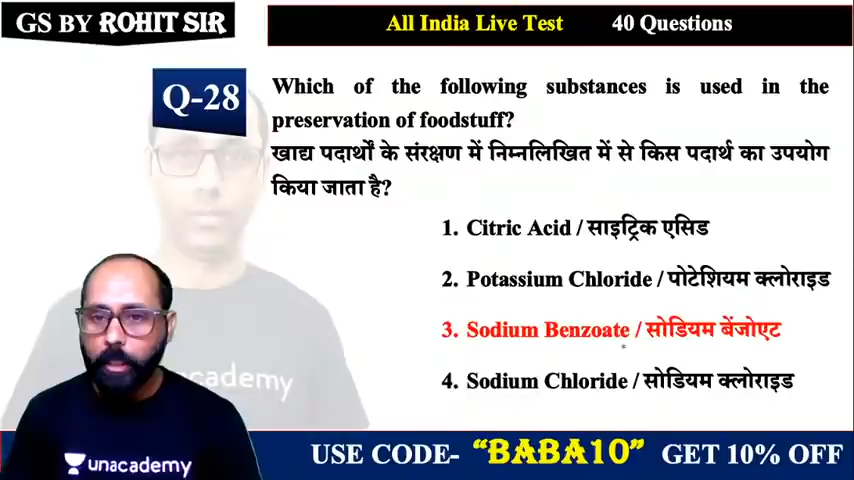 GS BY ROHIT SIR
All India Live Test 40 Questions
Q-28
Which of the following substances is used in the
preservation of foodstuff?
खाद्य पदार्थों के संरक्षण में निम्नलिखित में से किस पदार्थ का उपयोग
किया जाता है?
1. Citric Acid / साइट्रिक एसिड
2. Potassium Chloride / पोटेशियम क्लोराइड
3. Sodium Benzoate / सोडियम बेंजोएट
4. Sodium Chloride / सोडियम क्लोराइड
cademy
unacademy
USE CODE- “BABA10” GET 10% OFF